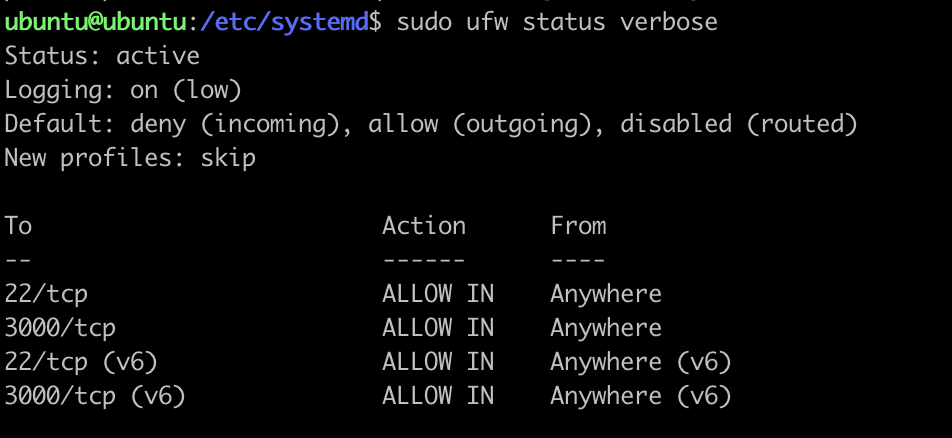 ubuntu@ubuntu:/etc/systemd$ sudo ufw status verbose
Status: active
Logging: on (low)
Default: deny (incoming), allow (outgoing), disabled (routed)
New profiles: skip

To                         Action      From
--                         ------      ----
22/tcp                     ALLOW IN    Anywhere
3000/tcp                   ALLOW IN    Anywhere
22/tcp (v6)                ALLOW IN    Anywhere (v6)
3000/tcp (v6)              ALLOW IN    Anywhere (v6)